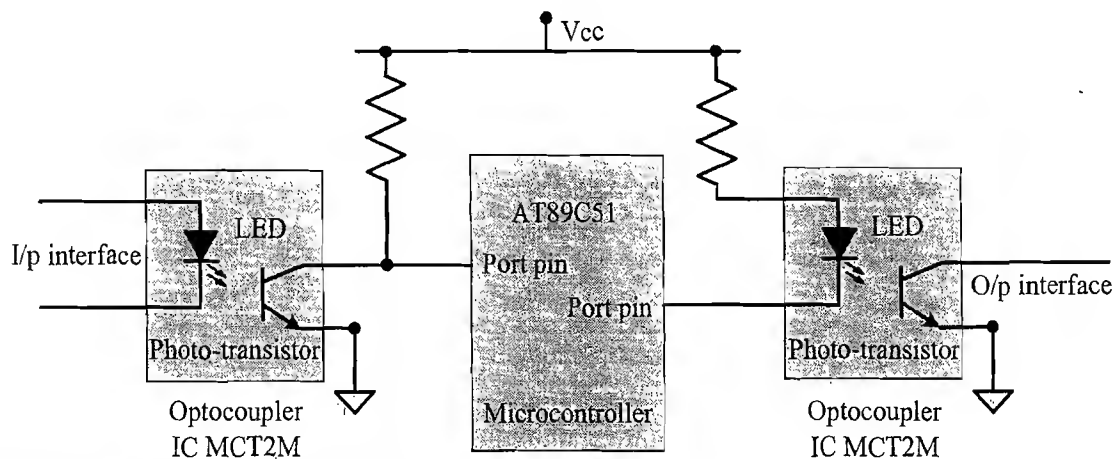 Vcc
I/p interface
LED
Photo-transistor
Optocoupler
IC MCT2M
AT89C51
Port pin
Port pin
Microcontroller
LED
O/p interface
Photo-transistor
Optocoupler
IC MCT2M